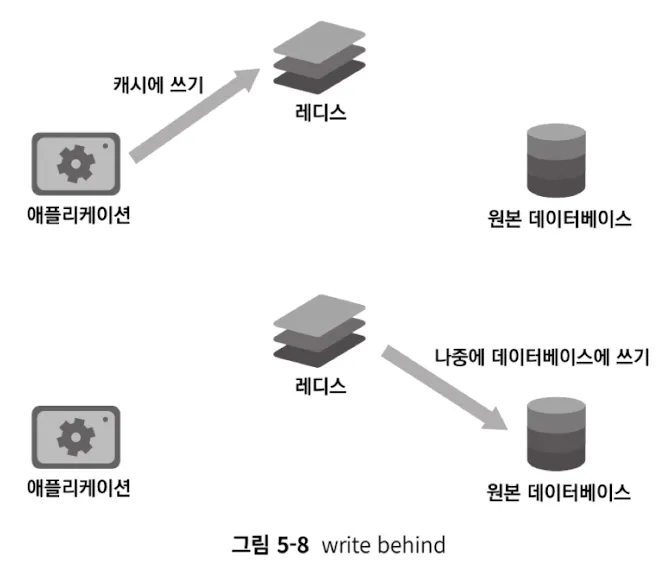 캐시에 쓰기
레디스
애플리케이션
원본 데이터베이스
나중에 데이터베이스에 쓰기
레디스
애플리케이션
원본 데이터베이스
그림 5-8 write behind